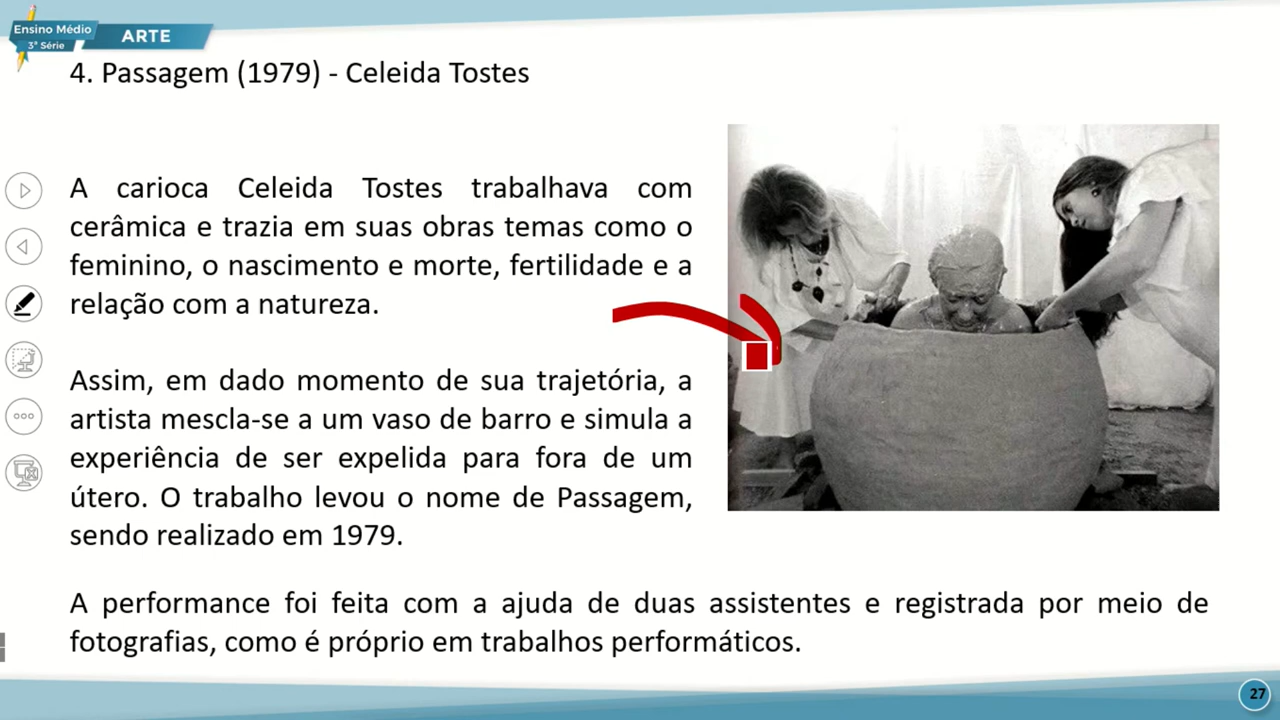 Ensino Médio
3ª Série
ARTE
4. Passagem (1979) - Celeida Tostes
A carioca Celeida Tostes trabalhava com
cerâmica e trazia em suas obras temas como o
feminino, o nascimento e morte, fertilidade e a
relação com a natureza.
Assim, em dado momento de sua trajetória, a
artista mescla-se a um vaso de barro e simula a
experiência de ser expelida para fora de um
útero. O trabalho levou o nome de Passagem,
sendo realizado em 1979.
A performance foi feita com a ajuda de duas assistentes e registrada por meio de
fotografias, como é próprio em trabalhos performáticos.
27